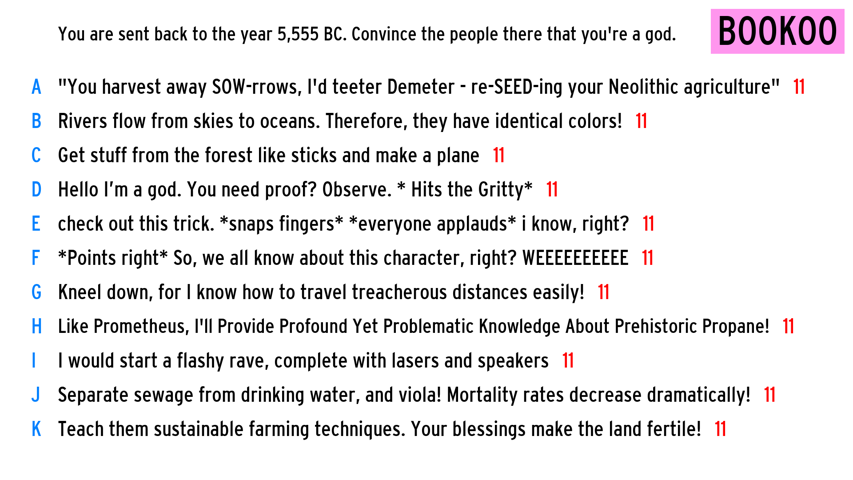 You are sent back to the year 5,555 BC. Convince the people there that you're a god.
BOOKOO
A "You harvest away SOW-rrows, I'd teeter Demeter - re-SEED-ing your Neolithic agriculture" 11
B Rivers flow from skies to oceans. Therefore, they have identical colors! 11
C Get stuff from the forest like sticks and make a plane 11
D Hello I'm a god. You need proof? Observe. * Hits the Gritty* 11
E check out this trick. *snaps fingers* *everyone applauds* i know, right? 11
F *Points right* So, we all know about this character, right? WEEEEEEEEEE 11
G Kneel down, for I know how to travel treacherous distances easily! 11
H Like Prometheus, I'll Provide Profound Yet Problematic Knowledge About Prehistoric Propane! 11
I I would start a flashy rave, complete with lasers and speakers 11
J Separate sewage from drinking water, and viola! Mortality rates decrease dramatically! 11
K Teach them sustainable farming techniques. Your blessings make the land fertile! 11